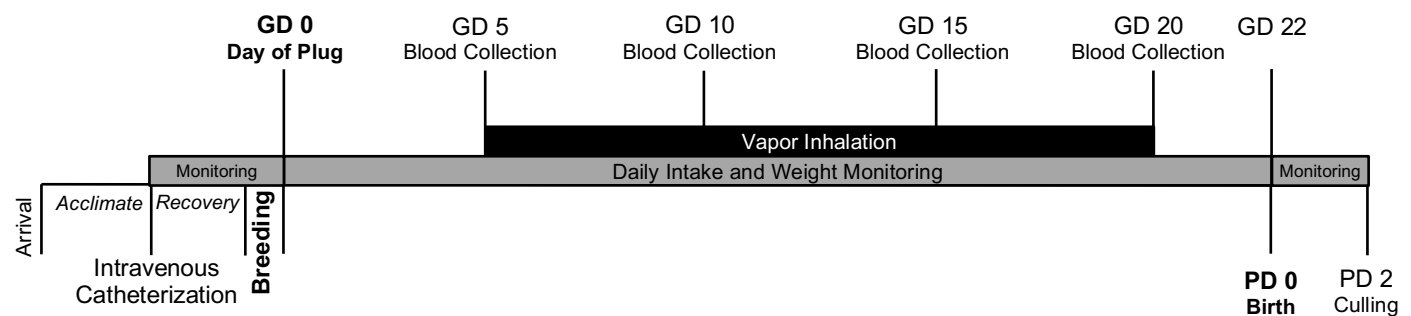 GD 0
Day of Plug
GD 5
Blood Collection
GD 10
Blood Collection
GD 15
Blood Collection
GD 20
Blood Collection
GD 22
Vapor Inhalation
Monitoring
Daily Intake and Weight Monitoring
Monitoring
Arrival
Acclimate
Recovery
Breeding
Intravenous
Catheterization
PD 0
Birth
PD 2
Culling